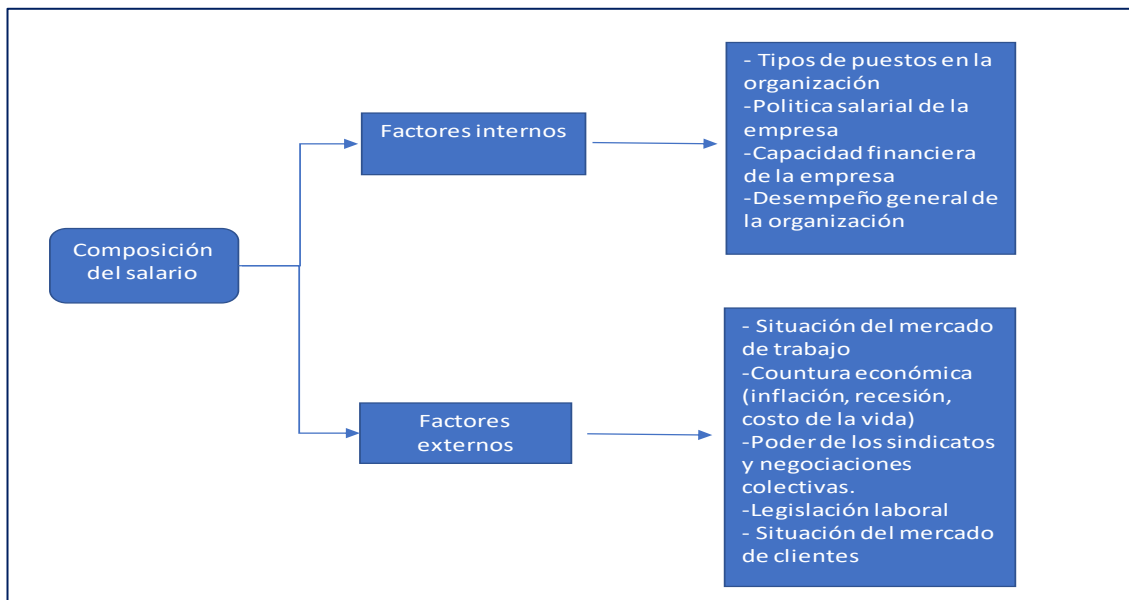 Composición
del salario
Factores internos
- Tipos de puestos en la
organización
-Politica salarial de la
empresa
-Capacidad financiera
de la empresa
-Desempeño general de
la organización
Factores
externos
- Situación del mercado
de trabajo
-Countura económica
(inflación, recesión,
costo de la vida)
-Poder de los sindicatos
y negociaciones
colectivas.
-Legislación laboral
- Situación del mercado
de clientes